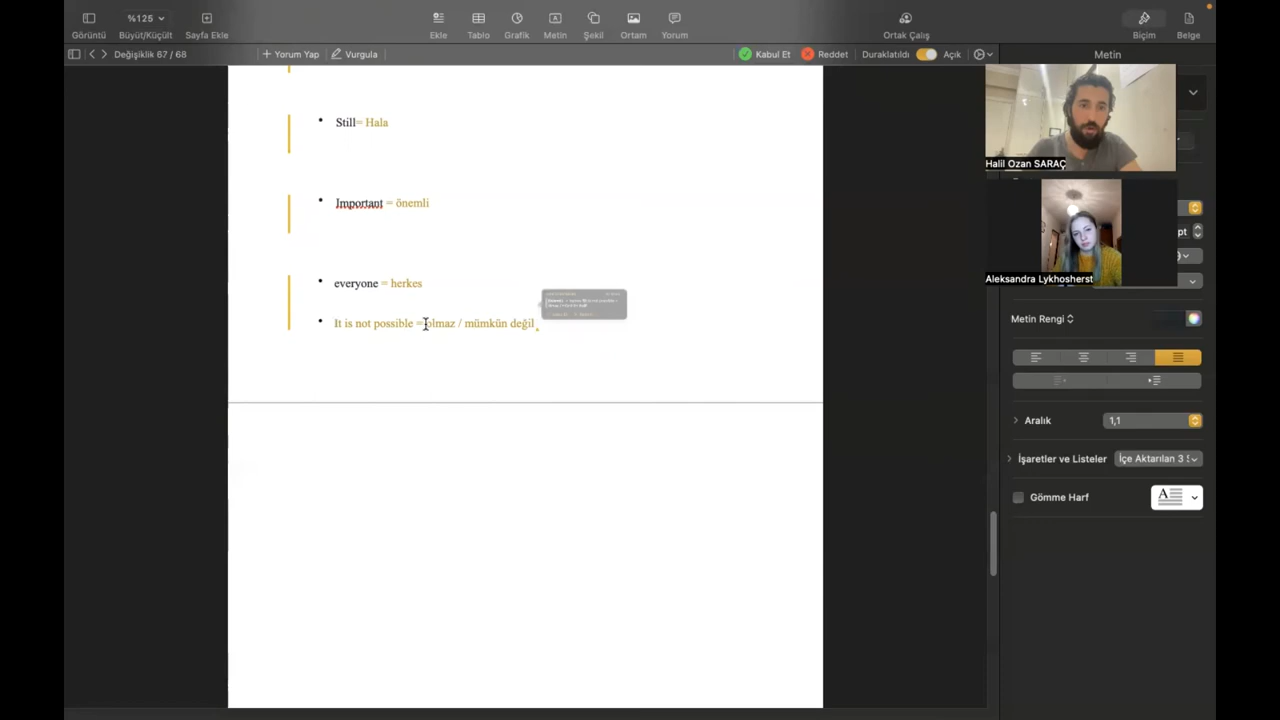 %125
Görüntü
Büyüt/Küçült
Sayfa Ekle
Ekle
Tablo
Grafik
Metin
Şekil
Ortam
Yorum
Ortak Çalış
Biçim
Belge
Değişiklik 67 / 68
Yorum Yap
Vurgula
Kabul Et
Reddet
Duraklatıldı
Açık
Metin
• Still= Hala
• Important = önemli
• everyone = herkes
• It is not possible = olmaz / mümkün değil
Halil Ozan SARAÇ
Aleksandra Lykhosherst
pt
Metin Rengi
Aralık
1,1
İşaretler ve Listeler
İçe Aktarılan 3
Gömme Harf
A